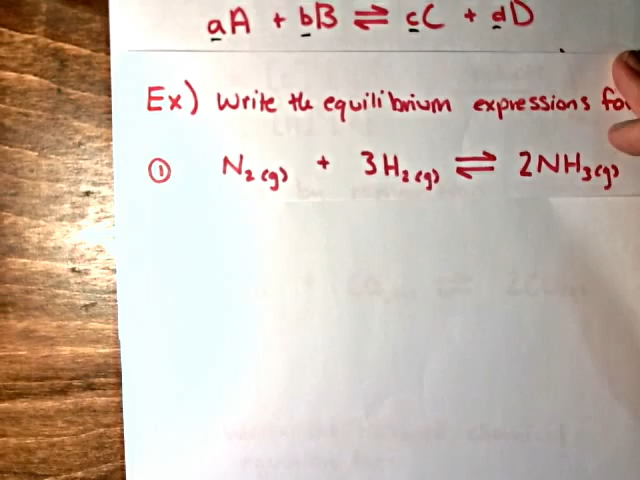 aA + bB ⇌ cC + dD
Ex) Write the equilibrium expressions for
① N₂(g) + 3H₂(g) ⇌ 2NH₃(g)